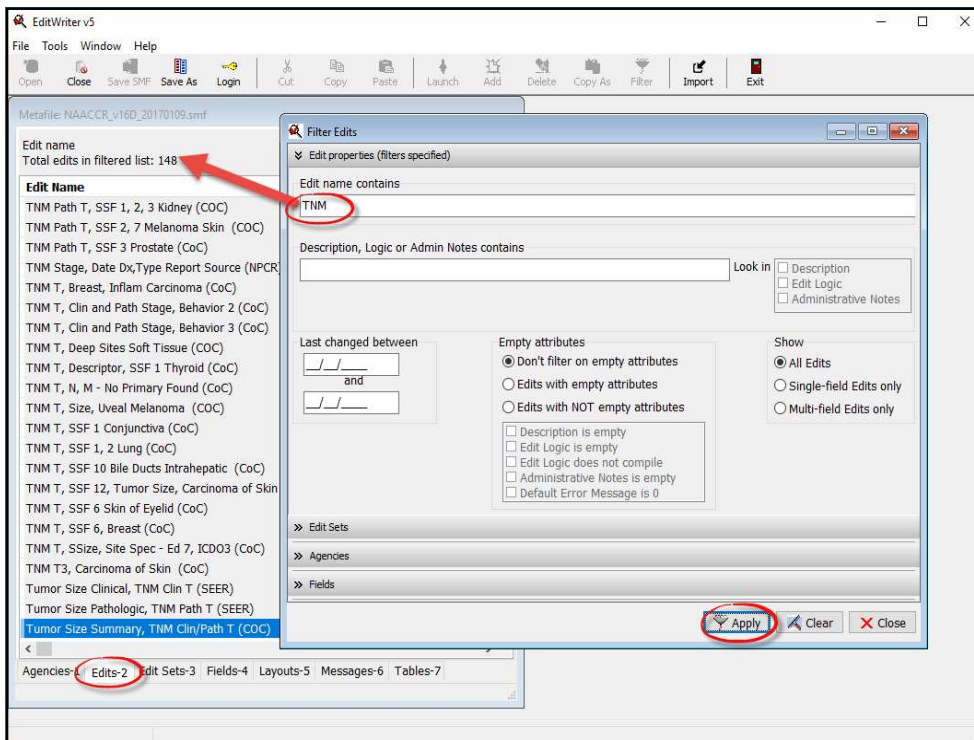 EditWriter v5
File Tools Window Help
Open Close Save SMF Save As Login Cut Copy Paste Launch Add Delete Copy As Filter Import Exit
Metafile: NAACCR_v16D_20170109.smf
Edit name
Total edits in filtered list: 148
Edit Name
TNM Path T, SSF 1, 2, 3 Kidney (COC)
TNM Path T, SSF 2, 7 Melanoma Skin (COC)
TNM Path T, SSF 3 Prostate (CoC)
TNM Stage, Date Dx,Type Report Source (NPCR)
TNM T, Breast, Inflam Carcinoma (CoC)
TNM T, Clin and Path Stage, Behavior 2 (CoC)
TNM T, Clin and Path Stage, Behavior 3 (CoC)
TNM T, Deep Sites Soft Tissue (COC)
TNM T, Descriptor, SSF 1 Thyroid (CoC)
TNM T, N, M - No Primary Found (CoC)
TNM T, Size, Uveal Melanoma (COC)
TNM T, SSF 1 Conjunctiva (CoC)
TNM T, SSF 1, 2 Lung (CoC)
TNM T, SSF 10 Bile Ducts Intrahepatic (CoC)
TNM T, SSF 12, Tumor Size, Carcinoma of Skin
TNM T, SSF 6 Skin of Eyelid (CoC)
TNM T, SSF 6, Breast (CoC)
TNM T, SSize, Site Spec - Ed 7, ICDO3 (CoC)
TNM T3, Carcinoma of Skin (CoC)
Tumor Size Clinical, TNM Clin T (SEER)
Tumor Size Pathologic, TNM Path T (SEER)
Tumor Size Summary, TNM Clin/Path T (COC)
Agencies-1 Edits-2 Edit Sets-3 Fields-4 Layouts-5 Messages-6 Tables-7
Filter Edits
Edit properties (filters specified)
Edit name contains
TNM
Description, Logic or Admin Notes contains
Look in
Description
Edit Logic
Administrative Notes
Last changed between
__/__/____
and
__/__/____
Empty attributes
Don't filter on empty attributes
Edits with empty attributes
Edits with NOT empty attributes
Description is empty
Edit Logic is empty
Edit Logic does not compile
Administrative Notes is empty
Default Error Message is 0
Show
All Edits
Single-field Edits only
Multi-field Edits only
Edit Sets
Agencies
Fields
Apply Clear Close